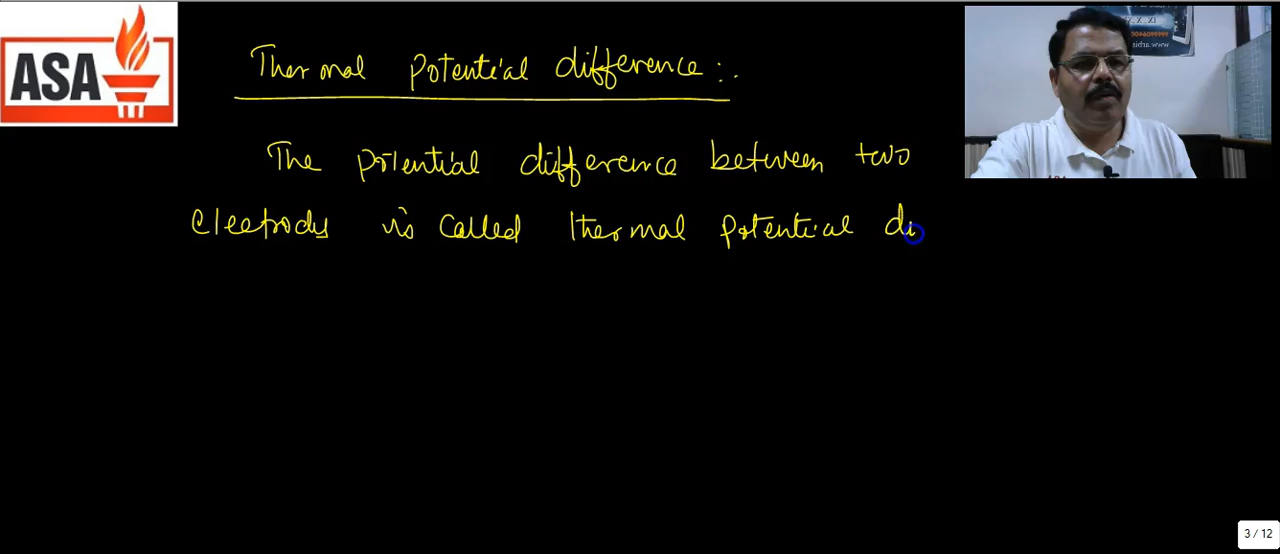 ASA
Thermal potential difference :-
The potential difference between two
electrodes is called thermal potential di
3 / 12